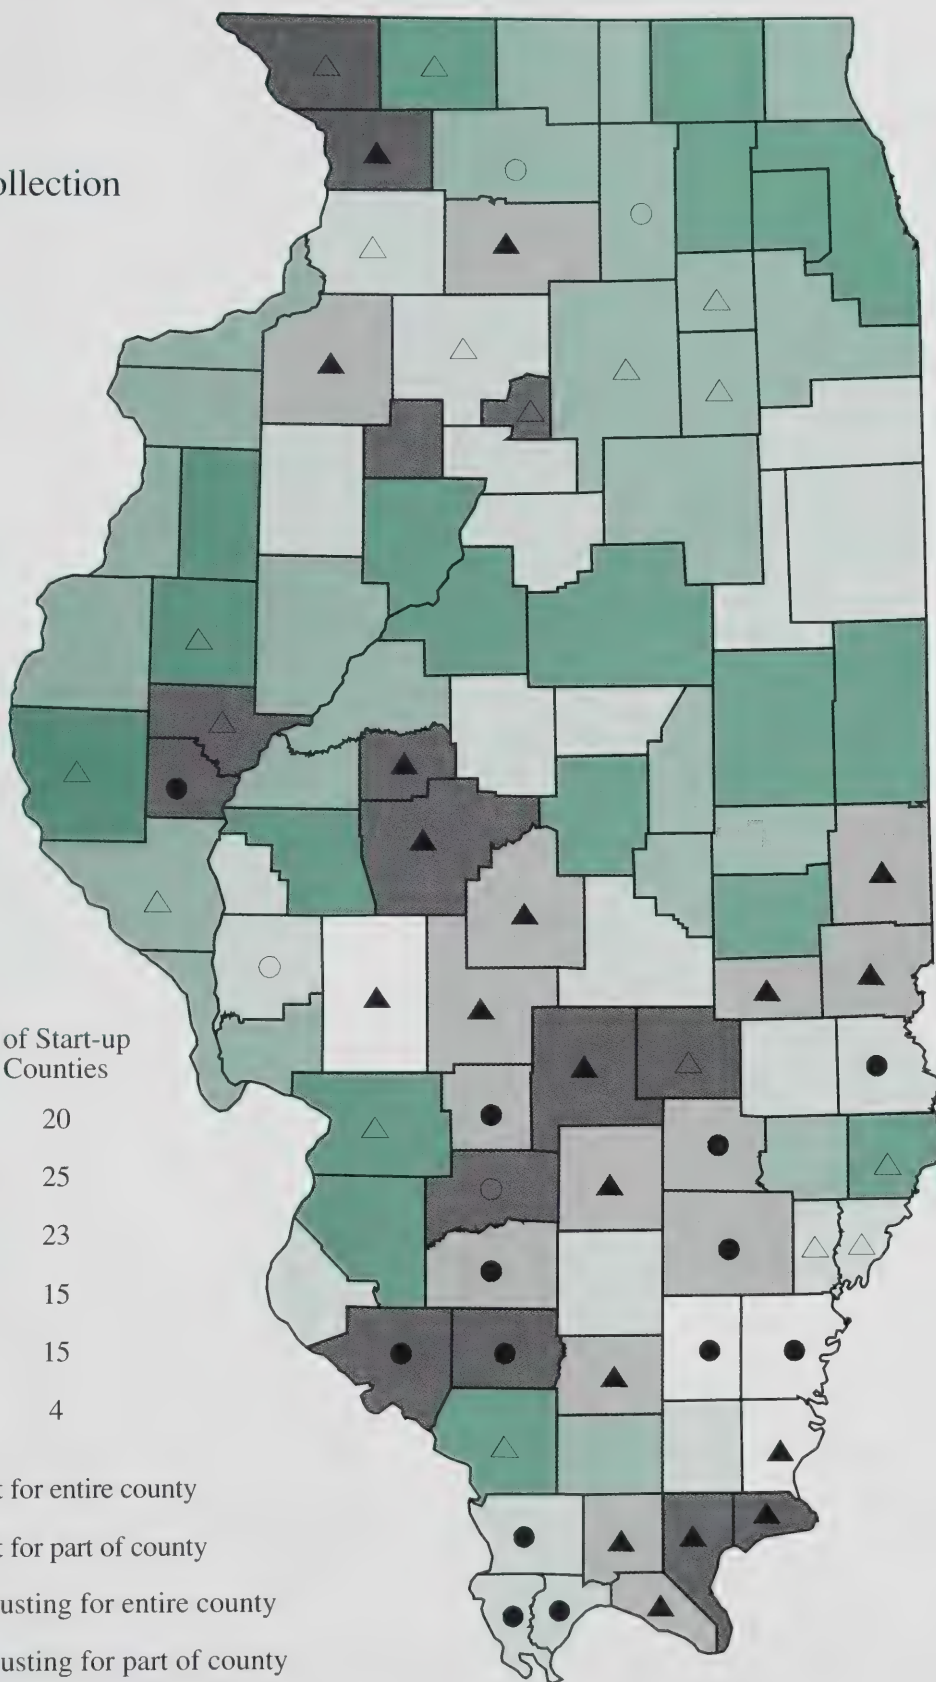 ollection
of Start-up
Counties
20
25
23
15
15
4
t for entire county
t for part of county
usting for entire county
usting for part of county